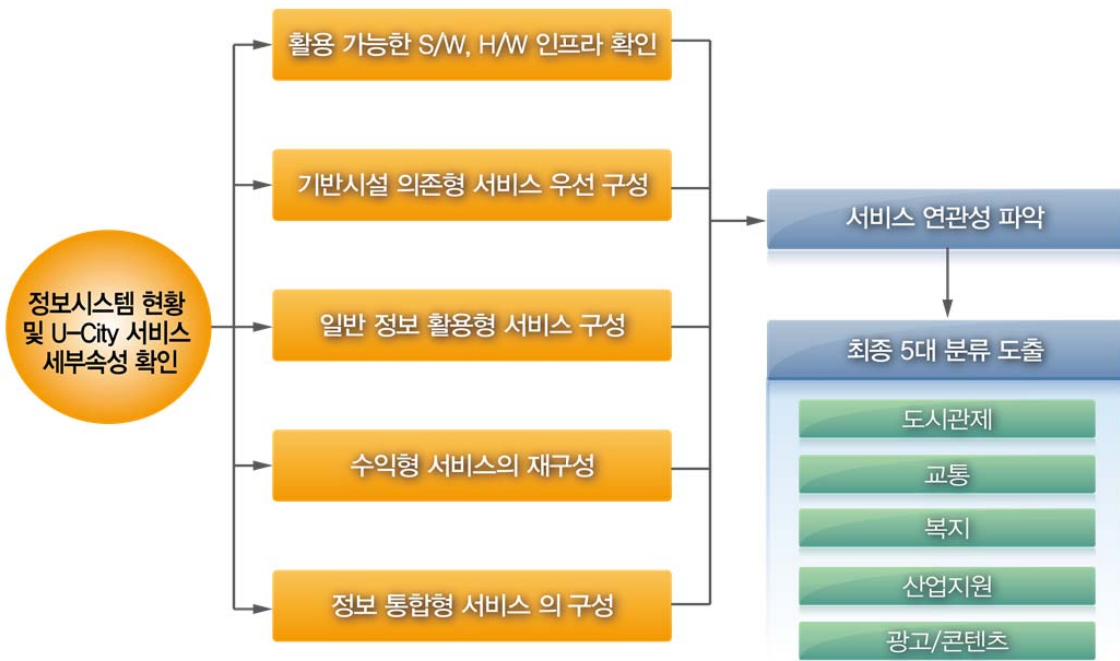 정보시스템 현황
및 U-City 서비스
세부속성 확인
활용 가능한 S/W, H/W 인프라 확인
기반시설 의존형 서비스 우선 구성
일반 정보 활용형 서비스 구성
수익형 서비스의 재구성
정보 통합형 서비스 의 구성
서비스 연관성 파악
최종 5대 분류 도출
도시관제
교통
복지
산업지원
광고/콘텐츠